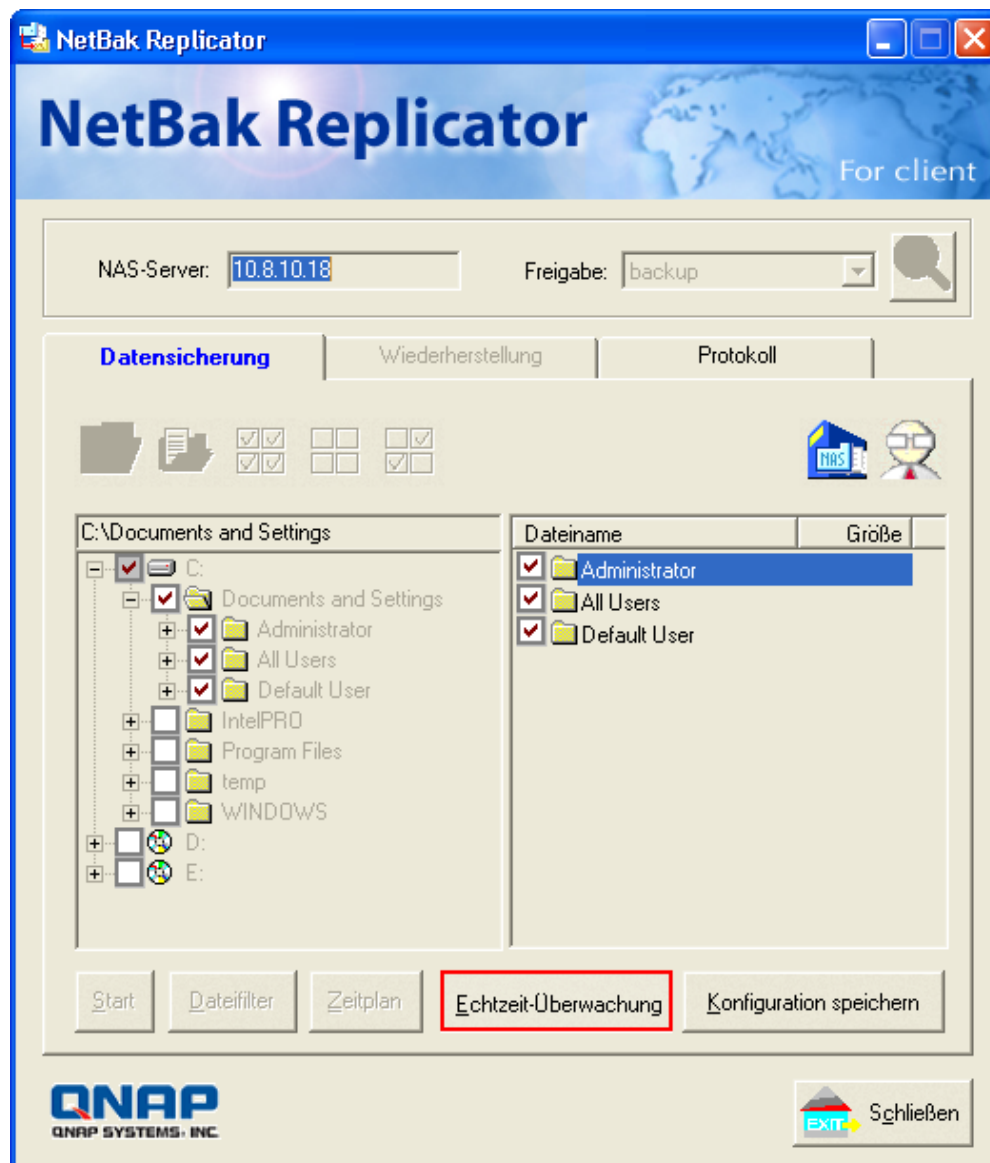 NetBak Replicator
NetBak Replicator
For client
NAS-Server: 10.8.10.18 Freigabe: backup
Datensicherung Wiederherstellung Protokoll
NAS
C:\Documents and Settings
C:
Documents and Settings
Administrator
All Users
Default User
IntelPRO
Program Files
temp
WINDOWS
D:
E:
Dateiname Größe
Administrator
All Users
Default User
Start Dateifilter Zeitplan Echtzeit-Überwachung Konfiguration speichern
QNAP
QNAP SYSTEMS, INC
EXIT Schließen